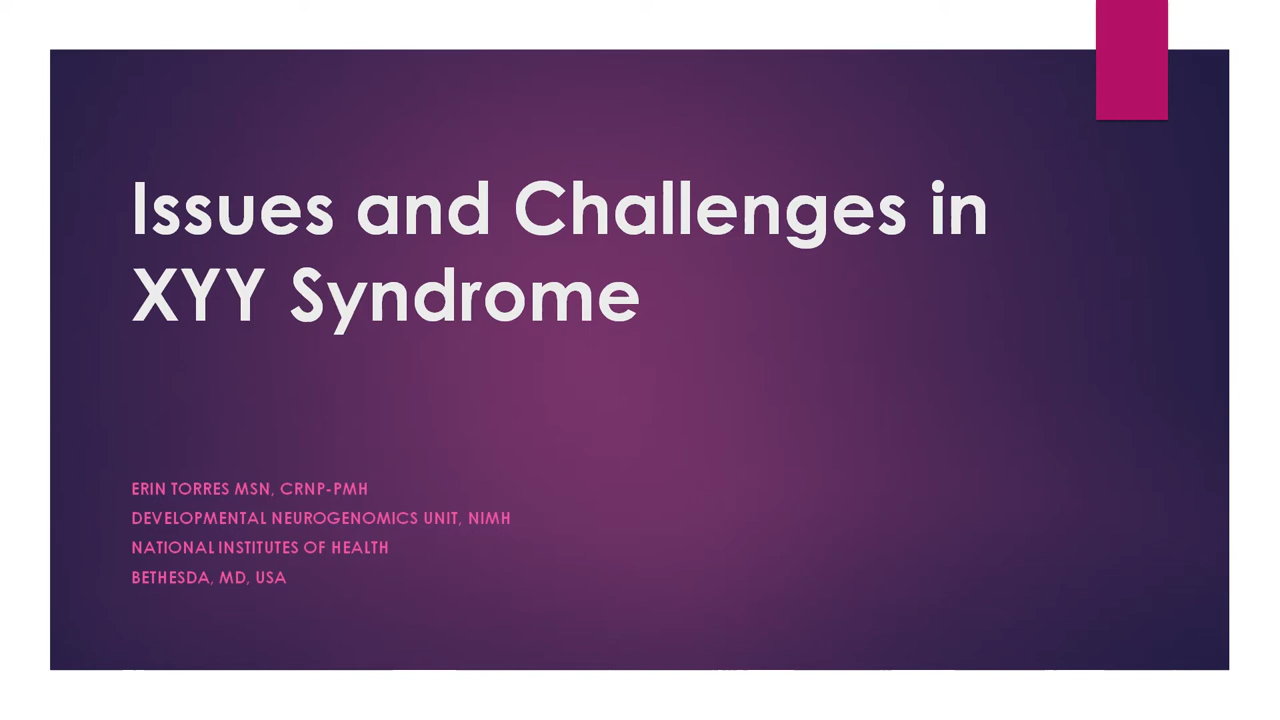 Issues and Challenges in
XYY Syndrome
ERIN TORRES MSN, CRNP-PMH
DEVELOPMENTAL NEUROGENOMICS UNIT, NIMH
NATIONAL INSTITUTES OF HEALTH
BETHESDA, MD, USA